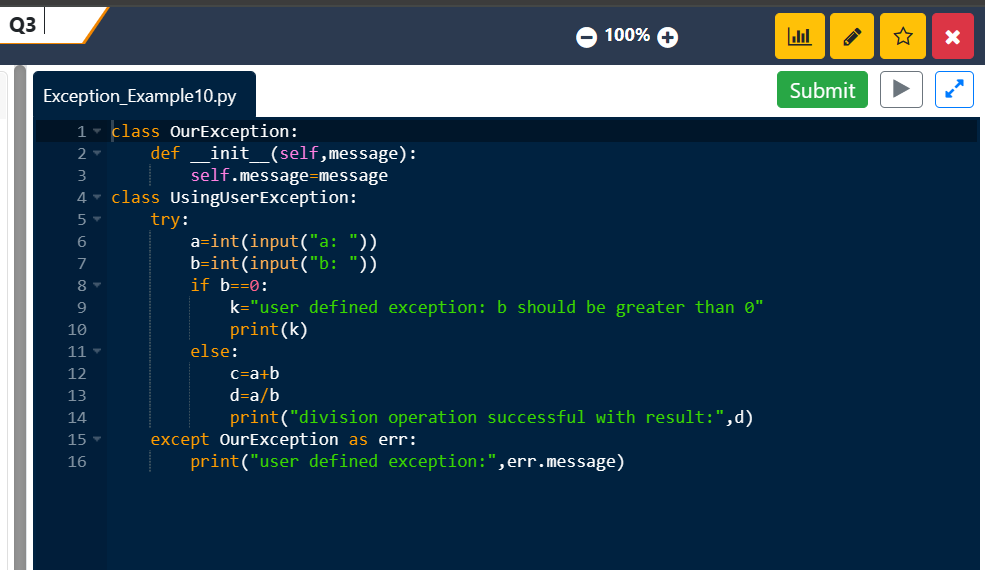 Q3
100%
Submit
Exception_Example10.py
1 class OurException:
2     def __init__(self,message):
3         self.message=message
4 class UsingUserException:
5     try:
6         a=int(input("a: "))
7         b=int(input("b: "))
8         if b==0:
9             k="user defined exception: b should be greater than 0"
10             print(k)
11         else:
12             c=a+b
13             d=a/b
14             print("division operation successful with result:",d)
15     except OurException as err:
16         print("user defined exception:",err.message)